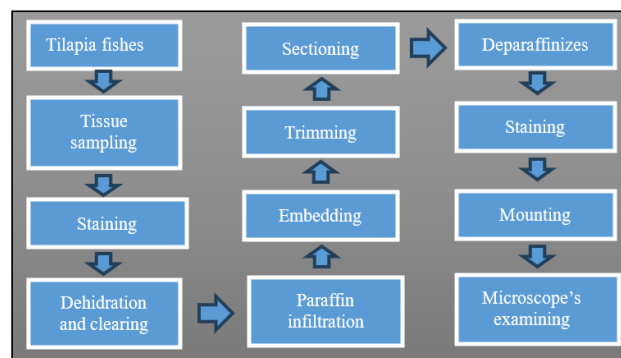 Tilapia fishes
Tissue
sampling
Staining
Dehidration
and clearing
Paraffin
infiltration
Embedding
Trimming
Sectioning
Deparaffinizes
Staining
Mounting
Microscope's
examining